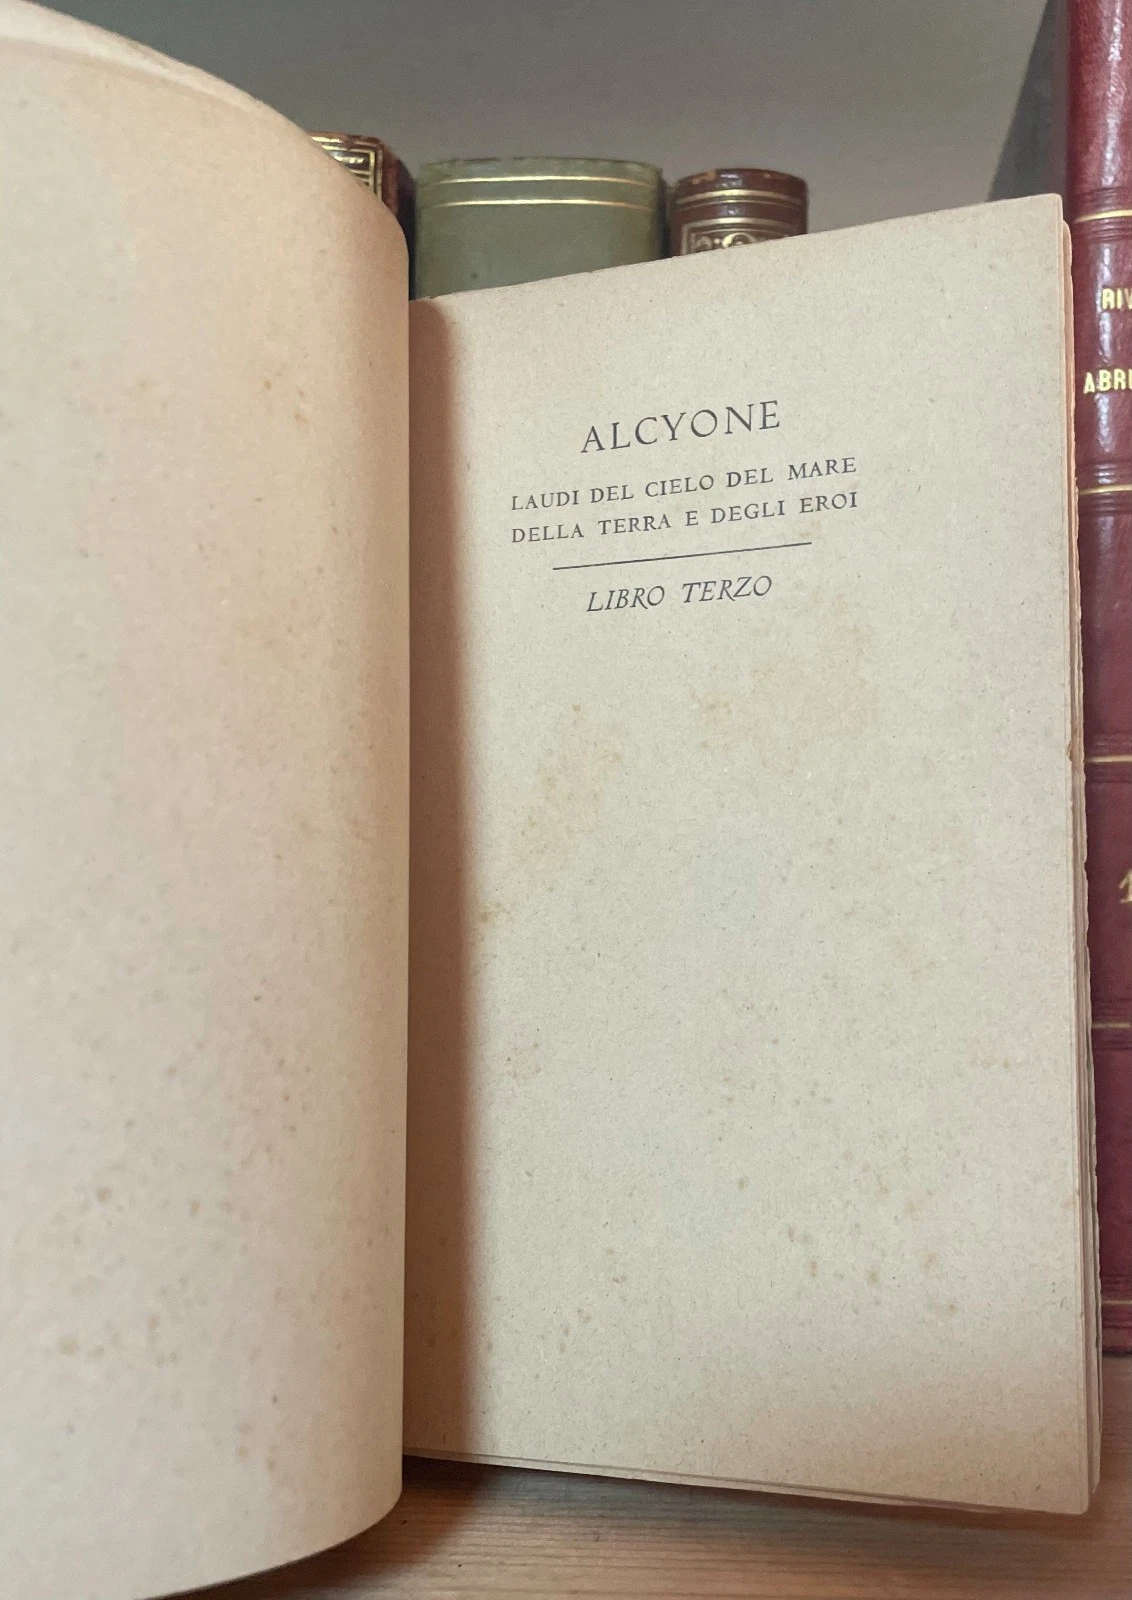 ALCYONE
LAUDI DEL CIELO DEL MARE
DELLA TERRA E DEGLI EROI
LIBRO TERZO